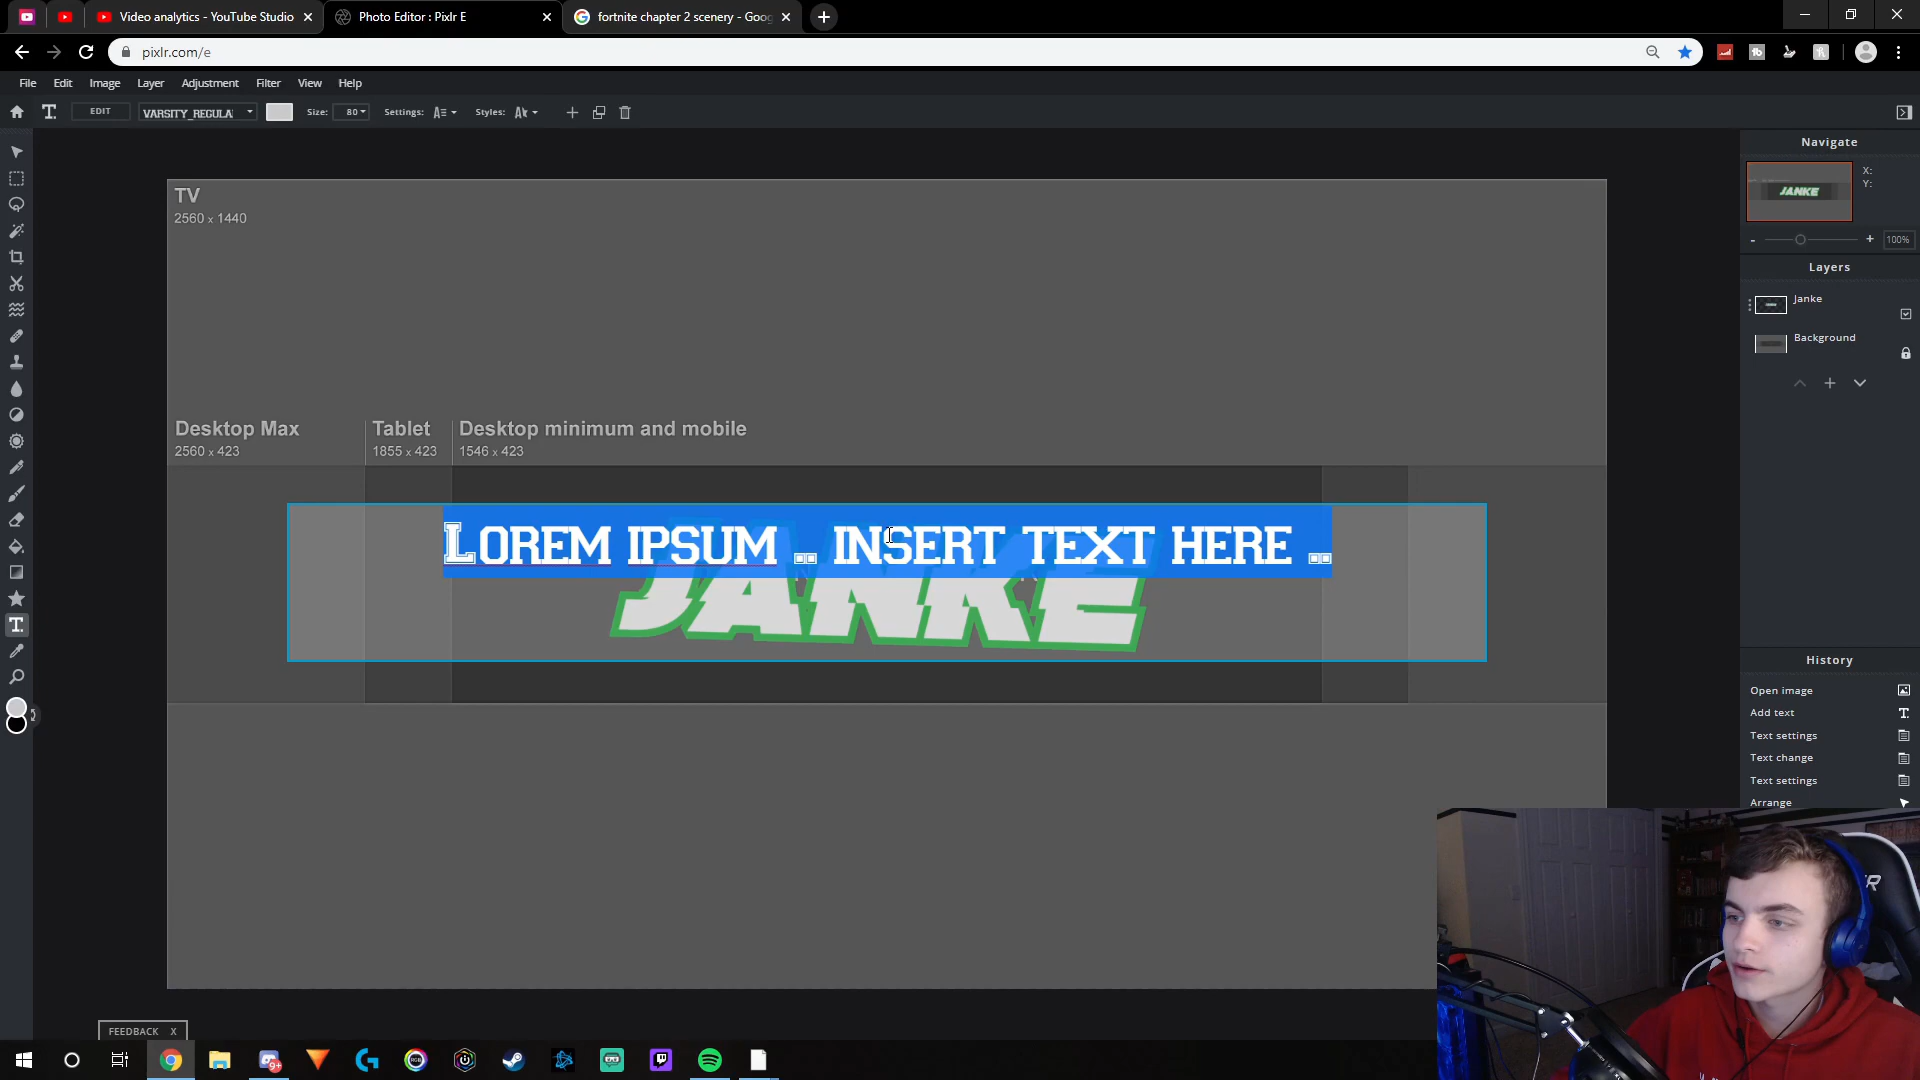 Video analytics - YouTube Studio
Photo Editor : Pixlr E
fortnite chapter 2 scenery - Goog
pixlr.com/e
File Edit Image Layer Adjustment Filter View Help
EDIT VARSITY_REGULA Size: 80 Settings: Styles:
Navigate
TV
2560 x 1440
X:
Y:
JANKE
- + 100%
Layers
Janke
Background
Desktop Max Tablet Desktop minimum and mobile
2560 x 423 1855 x 423 1546 x 423
LOREM IPSUM .. INSERT TEXT HERE ..
JANKE
History
Open image
Add text
Text settings
Text change
Text settings
Arrange
FEEDBACK X